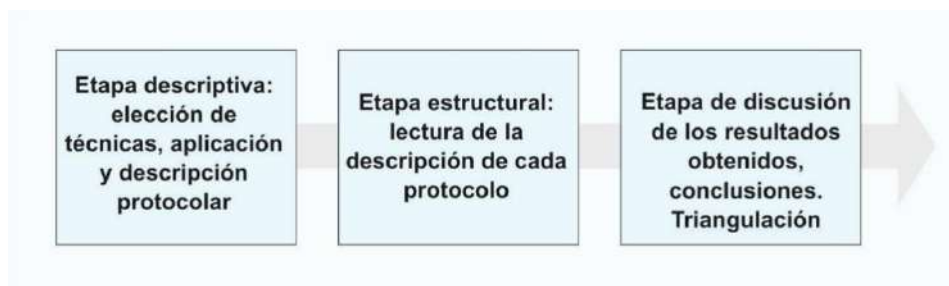 Etapa descriptiva:
elección de
técnicas, aplicación
y descripción
protocolar
Etapa estructural:
lectura de la
descripción de cada
protocolo
Etapa de discusión
de los resultados
obtenidos,
conclusiones.
Triangulación